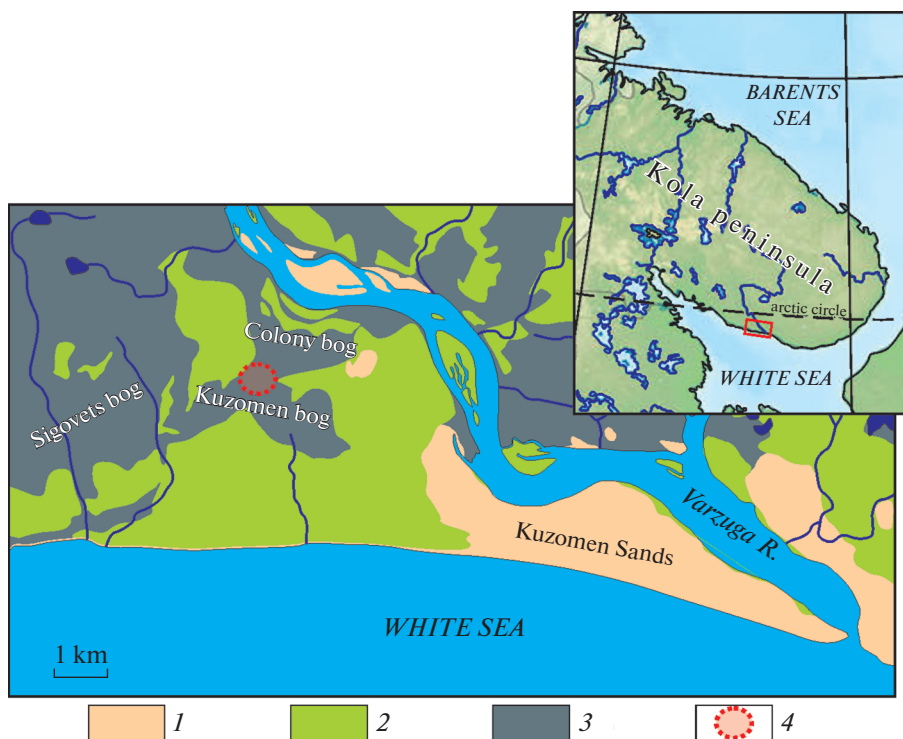 BARENTS
SEA
Kola peninsula
arctic circle
WHITE SEA
Colony bog
Kuzomen bog
Sigovets bog
Varzuga R.
Kuzomen Sands
WHITE SEA
1 km
1
2
3
4